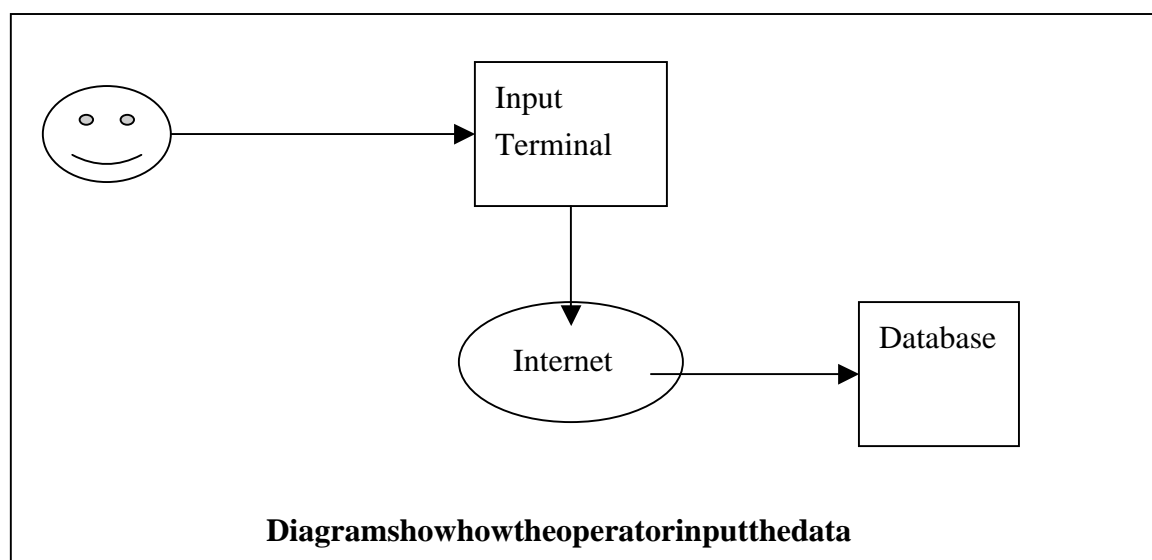 Input
Terminal
Internet
Database
Diagramshowhowtheoperatorinputthedata